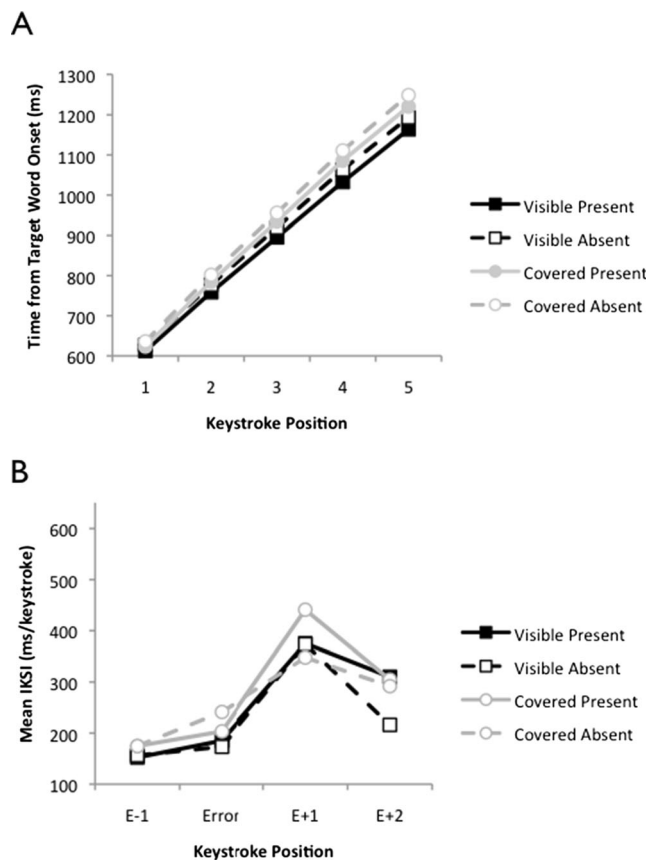 A
Time from Target Word Onset (ms)
1300
1200
1100
1000
900
800
700
600
1 2 3 4 5
Keystroke Position
Visible Present
Visible Absent
Covered Present
Covered Absent
B
Mean IKSI (ms/keystroke)
600
500
400
300
200
100
E-1 Error E+1 E+2
Keystroke Position
Visible Present
Visible Absent
Covered Present
Covered Absent